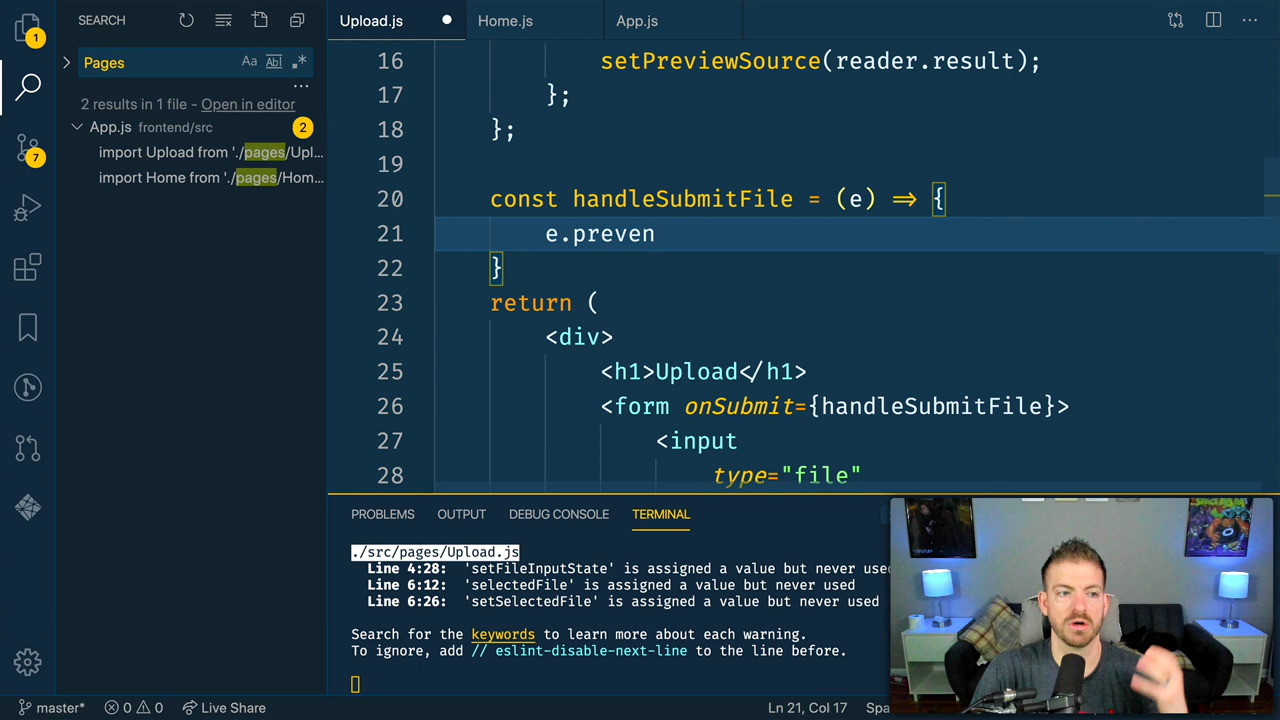 SEARCH
Upload.js
Home.js
App.js
1
Pages
Aa
Abl
.*
...
2 results in 1 file - Open in editor
App.js frontend/src
2
import Upload from './pages/Upl...
import Home from './pages/Hom...
7
16 setPreviewSource(reader.result);
17 };
18 };
19
20 const handleSubmitFile = (e) => {
21 e.preven
22 }
23 return (
24 <div>
25 <h1>Upload</h1>
26 <form onSubmit={handleSubmitFile}>
27 <input
28 type="file"
PROBLEMS
OUTPUT
DEBUG CONSOLE
TERMINAL
./src/pages/Upload.js
Line 4:28: 'setFileInputState' is assigned a value but never used
Line 6:12: 'selectedFile' is assigned a value but never used
Line 6:26: 'setSelectedFile' is assigned a value but never used
Search for the keywords to learn more about each warning.
To ignore, add // eslint-disable-next-line to the line before.
master*
0
0
Live Share
Ln 21, Col 17
Spa